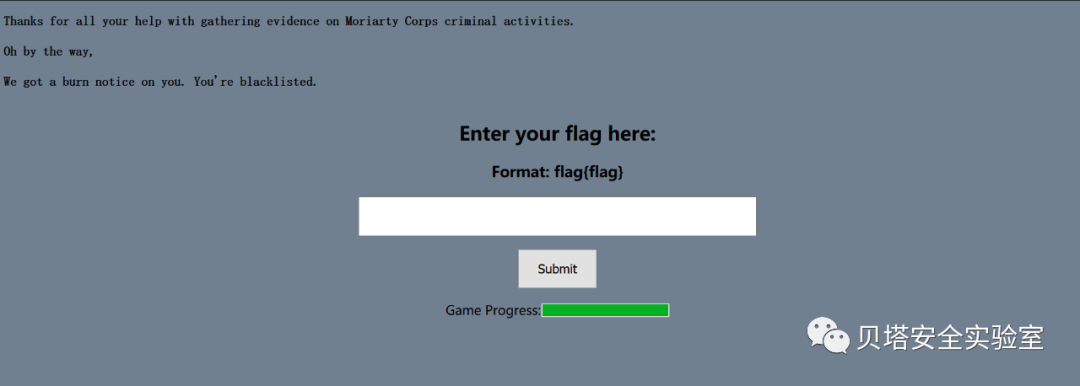 Thanks for all your help with gathering evidence on Moriarty Corps criminal activities.
Oh by the way,
We got a burn notice on you. You're blacklisted.
Enter your flag here:
Format: flag{flag}
Submit
Game Progress:
贝塔安全实验室